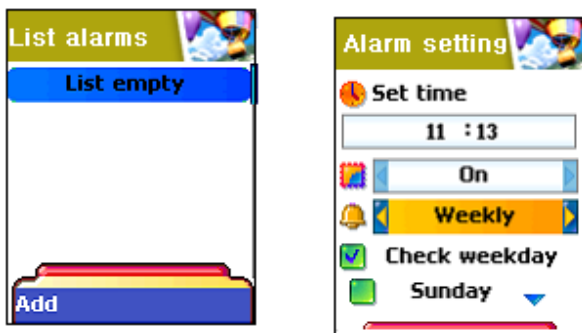 List alarms
List empty
Add
Alarm setting
Set time
11 :13
On
Weekly
Check weekday
Sunday